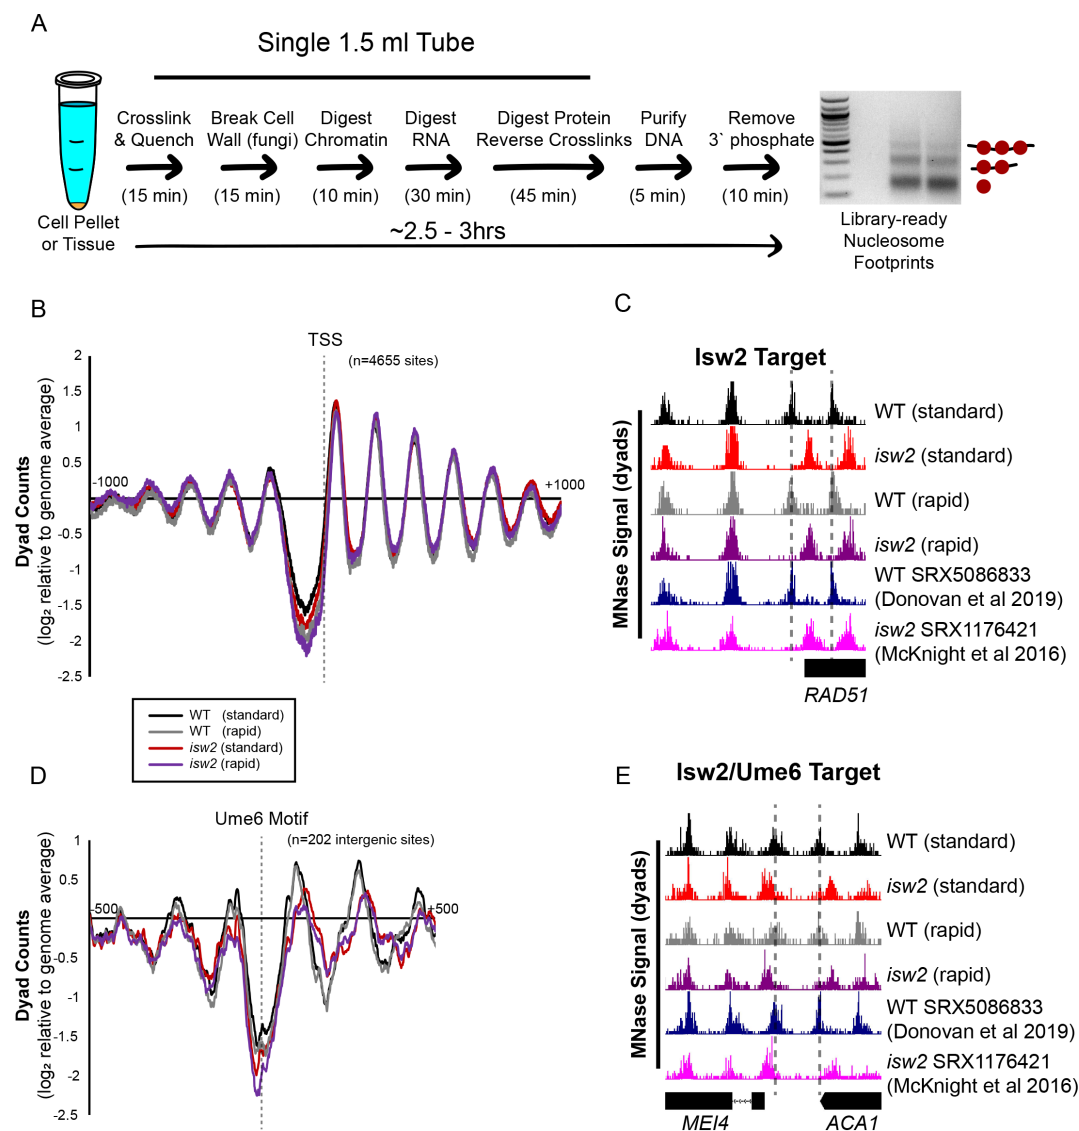 A
Single 1.5 ml Tube
Crosslink
& Quench
(15 min)
Break Cell
Wall (fungi)
(15 min)
Digest
Chromatin
(10 min)
Digest
RNA
(30 min)
Digest Protein
Reverse Crosslinks
(45 min)
Purify
DNA
(5 min)
Remove
3` phosphate
(10 min)
Cell Pellet
or Tissue
~2.5 - 3hrs
Library-ready
Nucleosome
Footprints
B
TSS
(n=4655 sites)
Dyad Counts
(log₂ relative to genome average)
2
1.5
1
0.5
-0.5
-1
-1.5
-2
-2.5
-1000
+1000
WT (standard)
WT (rapid)
isw2 (standard)
isw2 (rapid)
C
Isw2 Target
MNase Signal (dyads)
WT (standard)
isw2 (standard)
WT (rapid)
isw2 (rapid)
WT SRX5086833
(Donovan et al 2019)
isw2 SRX1176421
(McKnight et al 2016)
RAD51
D
Ume6 Motif
(n=202 intergenic sites)
Dyad Counts
(log₂ relative to genome average)
1
0.5
-0.5
-1
-1.5
-2
-2.5
-500
+500
E
Isw2/Ume6 Target
MNase Signal (dyads)
WT (standard)
isw2 (standard)
WT (rapid)
isw2 (rapid)
WT SRX5086833
(Donovan et al 2019)
isw2 SRX1176421
(McKnight et al 2016)
MEI4
ACA1